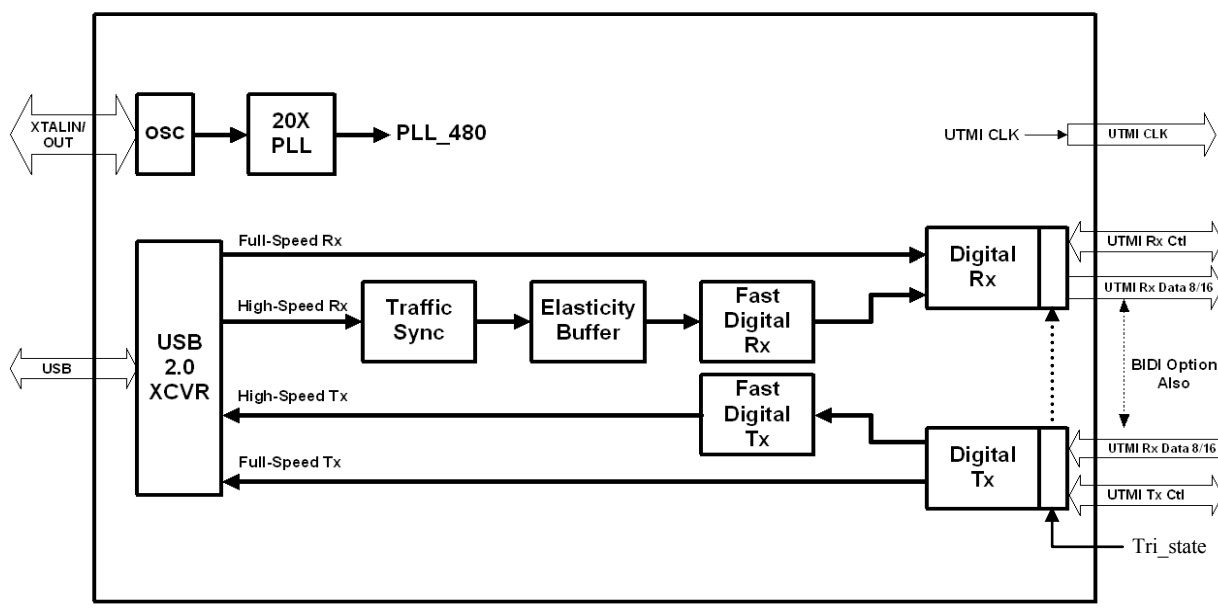 XTALIN/
OUT
OSC
20X
PLL
PLL_480
UTMI CLK
UTMI CLK
Full-Speed Rx
Digital
Rx
UTMI Rx Ctl
UTMI Rx Data 8/16
High-Speed Rx
Traffic
Sync
Elasticity
Buffer
Fast
Digital
Rx
USB
USB
2.0
XCVR
BIDI Option
Also
High-Speed Tx
Fast
Digital
Tx
Full-Speed Tx
Digital
Tx
UTMI Rx Data 8/16
UTMI Tx Ctl
Tri_state